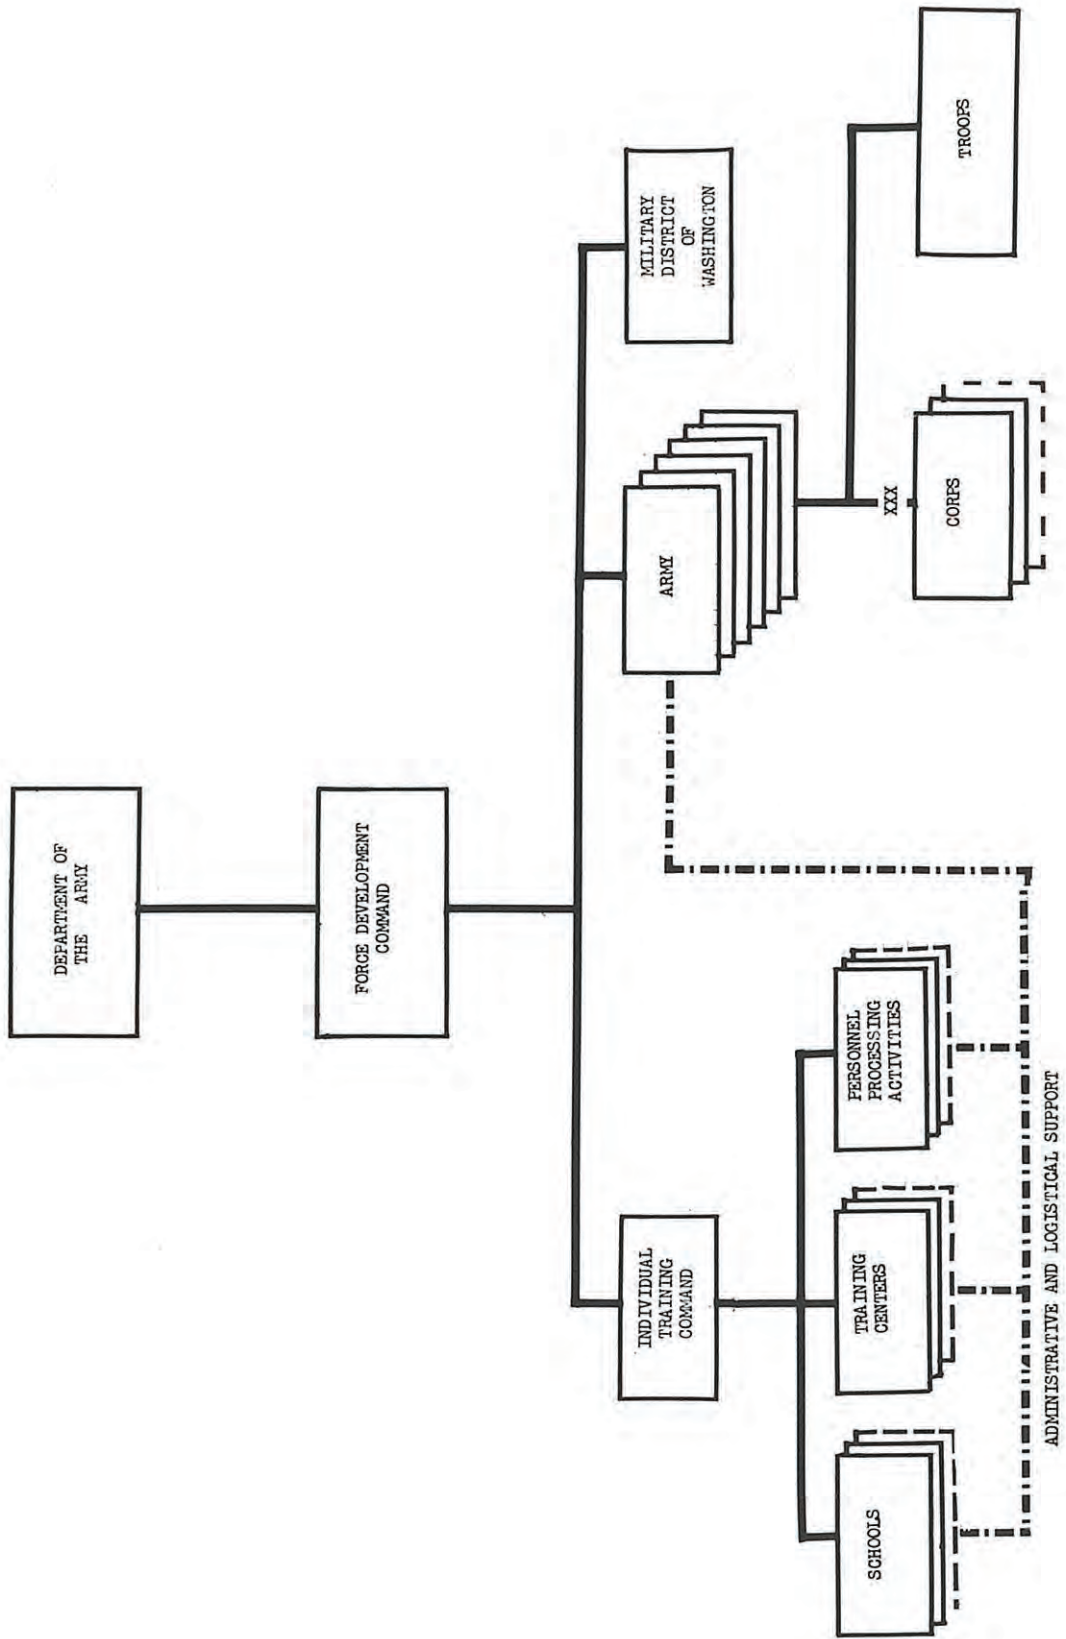 DEPARTMENT OF
THE ARMY
FORCE DEVELOPMENT
COMMAND
INDIVIDUAL
TRAINING
COMMAND
ARMY
MILITARY
DISTRICT
OF
WASHINGTON
SCHOOLS
TRAINING
CENTERS
PERSONNEL
PROCESSING
ACTIVITIES
XXX
CORPS
TROOPS
ADMINISTRATIVE AND LOGISTICAL SUPPORT